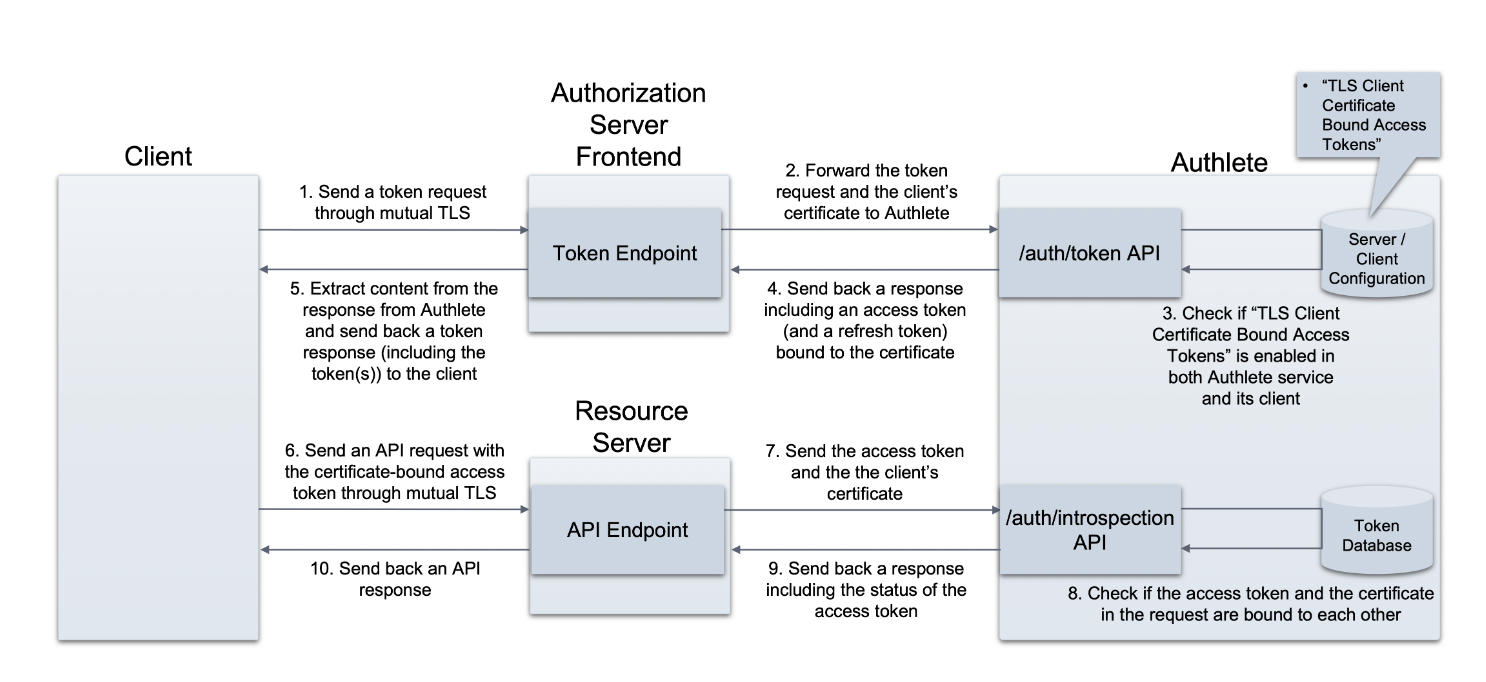 Client
Authorization
Server
Frontend
Authlete
• “TLS Client
Certificate
Bound Access
Tokens”
1. Send a token request
through mutual TLS
Token Endpoint
2. Forward the token
request and the client’s
certificate to Authlete
/auth/token API
Server /
Client
Configuration
3. Check if “TLS Client
Certificate Bound Access
Tokens” is enabled in
both Authlete service
and its client
4. Send back a response
including an access token
(and a refresh token)
bound to the certificate
5. Extract content from the
response from Authlete
and send back a token
response (including the
token(s)) to the client
Resource
Server
6. Send an API request with
the certificate-bound access
token through mutual TLS
API Endpoint
7. Send the access token
and the the client’s
certificate
/auth/introspection
API
Token
Database
8. Check if the access token and the certificate
in the request are bound to each other
9. Send back a response
including the status of the
access token
10. Send back an API
response